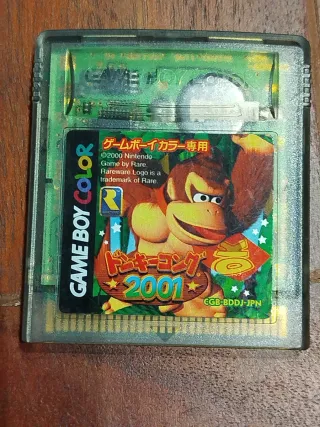 ゲームボーイカラー専用
©2000 Nintendo
Game by Rare.
Rareware Logo is a
trademark of Rare.
GAME BOY COLOR
ドンキーコング
2001
CGB-BDDJ-JPN